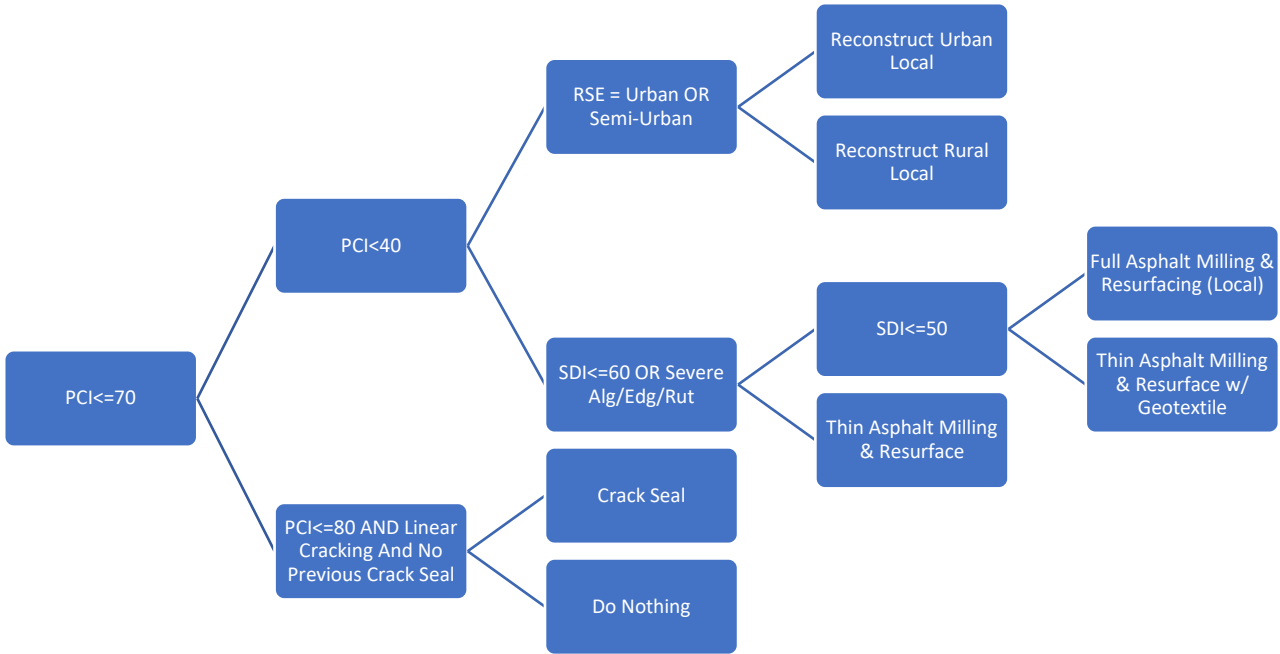 PCI<=70
PCI<40
PCI<=80 AND Linear
Cracking And No
Previous Crack Seal
RSE = Urban OR
Semi-Urban
SDI<=60 OR Severe
Alg/Edg/Rut
Crack Seal
Do Nothing
Reconstruct Urban
Local
Reconstruct Rural
Local
SDI<=50
Thin Asphalt Milling
& Resurface
Full Asphalt Milling &
Resurfacing (Local)
Thin Asphalt Milling
& Resurface w/
Geotextile